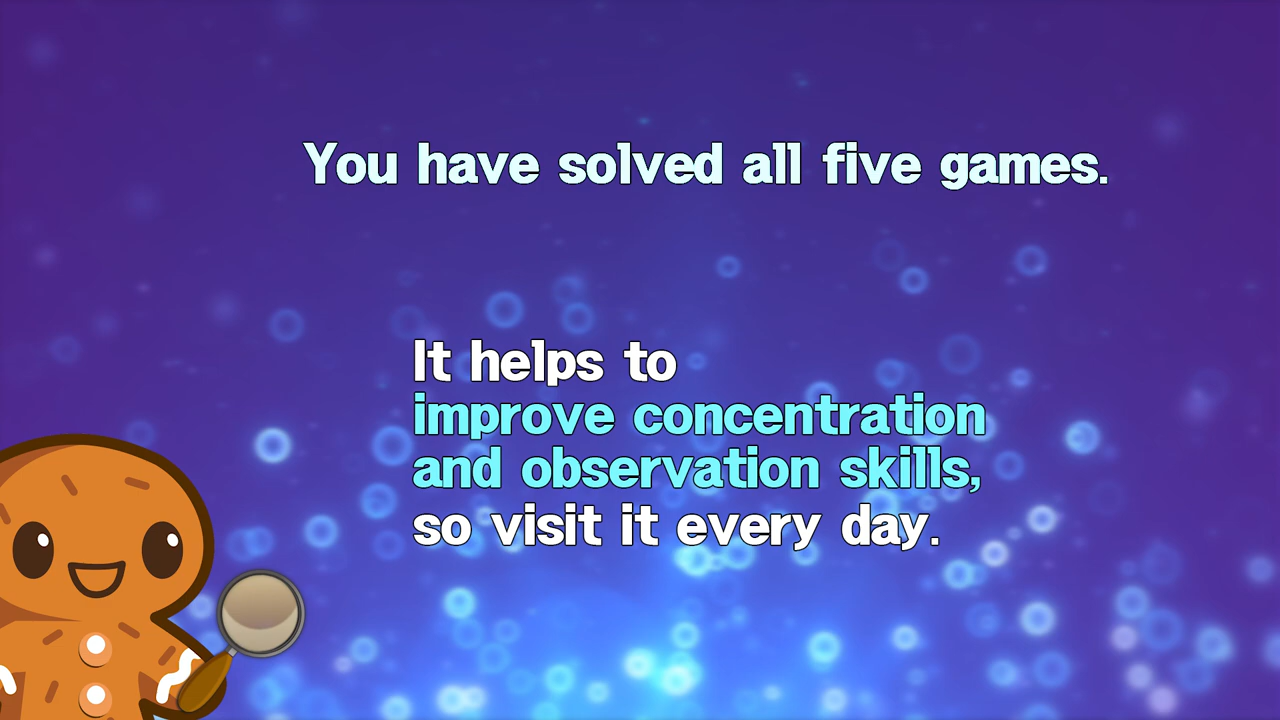 You have solved all five games.
It helps to
improve concentration
and observation skills,
so visit it every day.